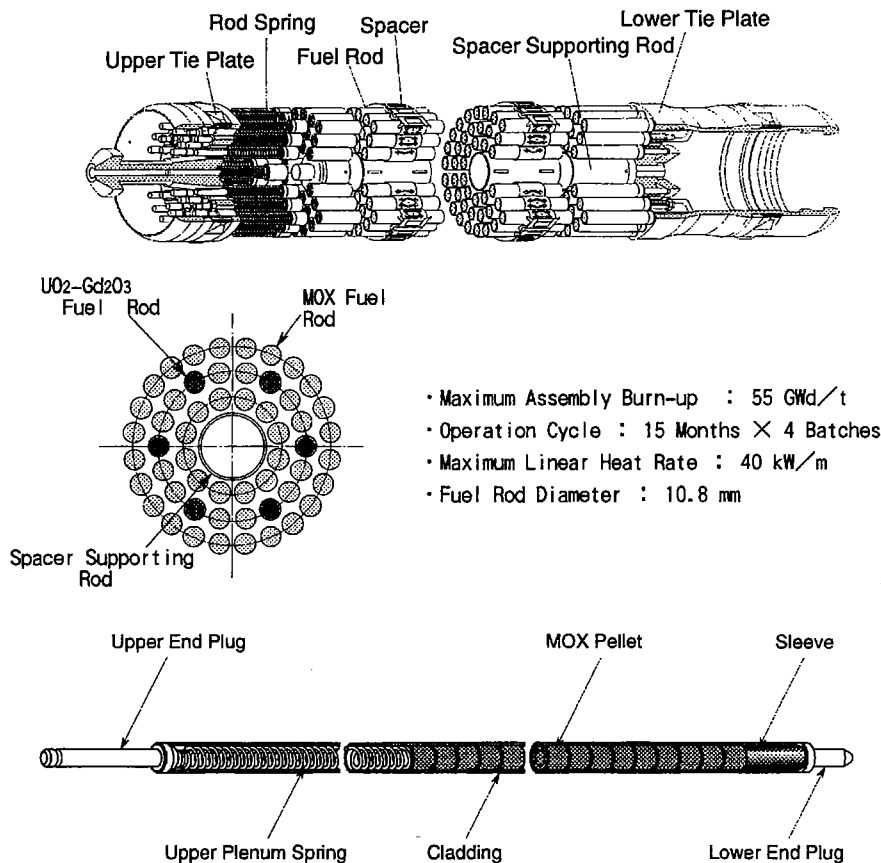 Rod Spring
Spacer
Lower Tie Plate
Upper Tie Plate
Fuel Rod
Spacer Supporting Rod
UO2-Gd2O3
Fuel Rod
MOX Fuel
Rod
・Maximum Assembly Burn-up : 55 GWd/t
・Operation Cycle : 15 Months × 4 Batches
・Maximum Linear Heat Rate : 40 kW/m
・Fuel Rod Diameter : 10.8 mm
Spacer Supporting
Rod
Upper End Plug
MOX Pellet
Sleeve
Upper Plenum Spring
Cladding
Lower End Plug